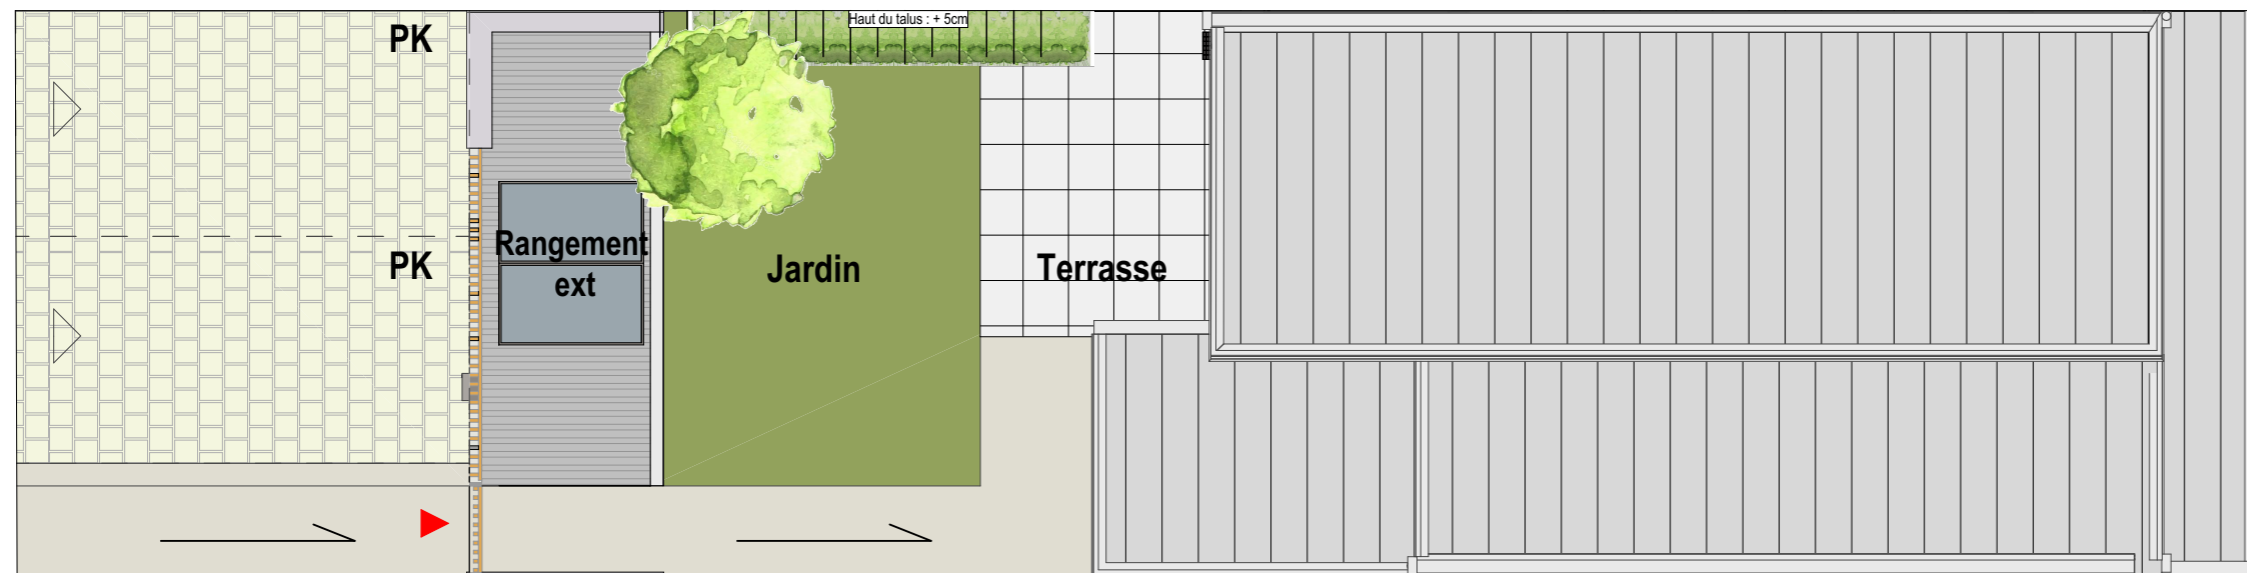 PK
Haut du talus : + 5cm
PK
Rangement
ext
Jardin
Terrasse